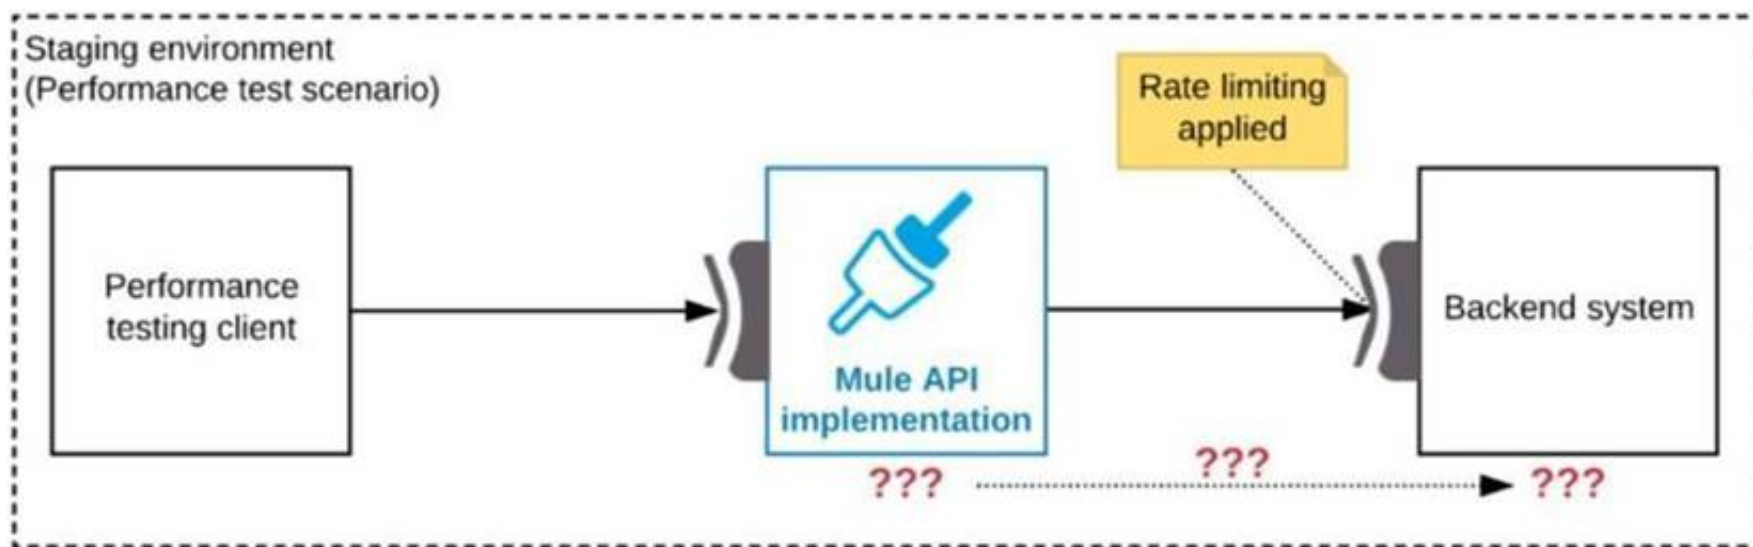 Staging environment
(Performance test scenario)
Rate limiting
applied
Performance
testing client
Mule API
implementation
Backend system
???
???
???